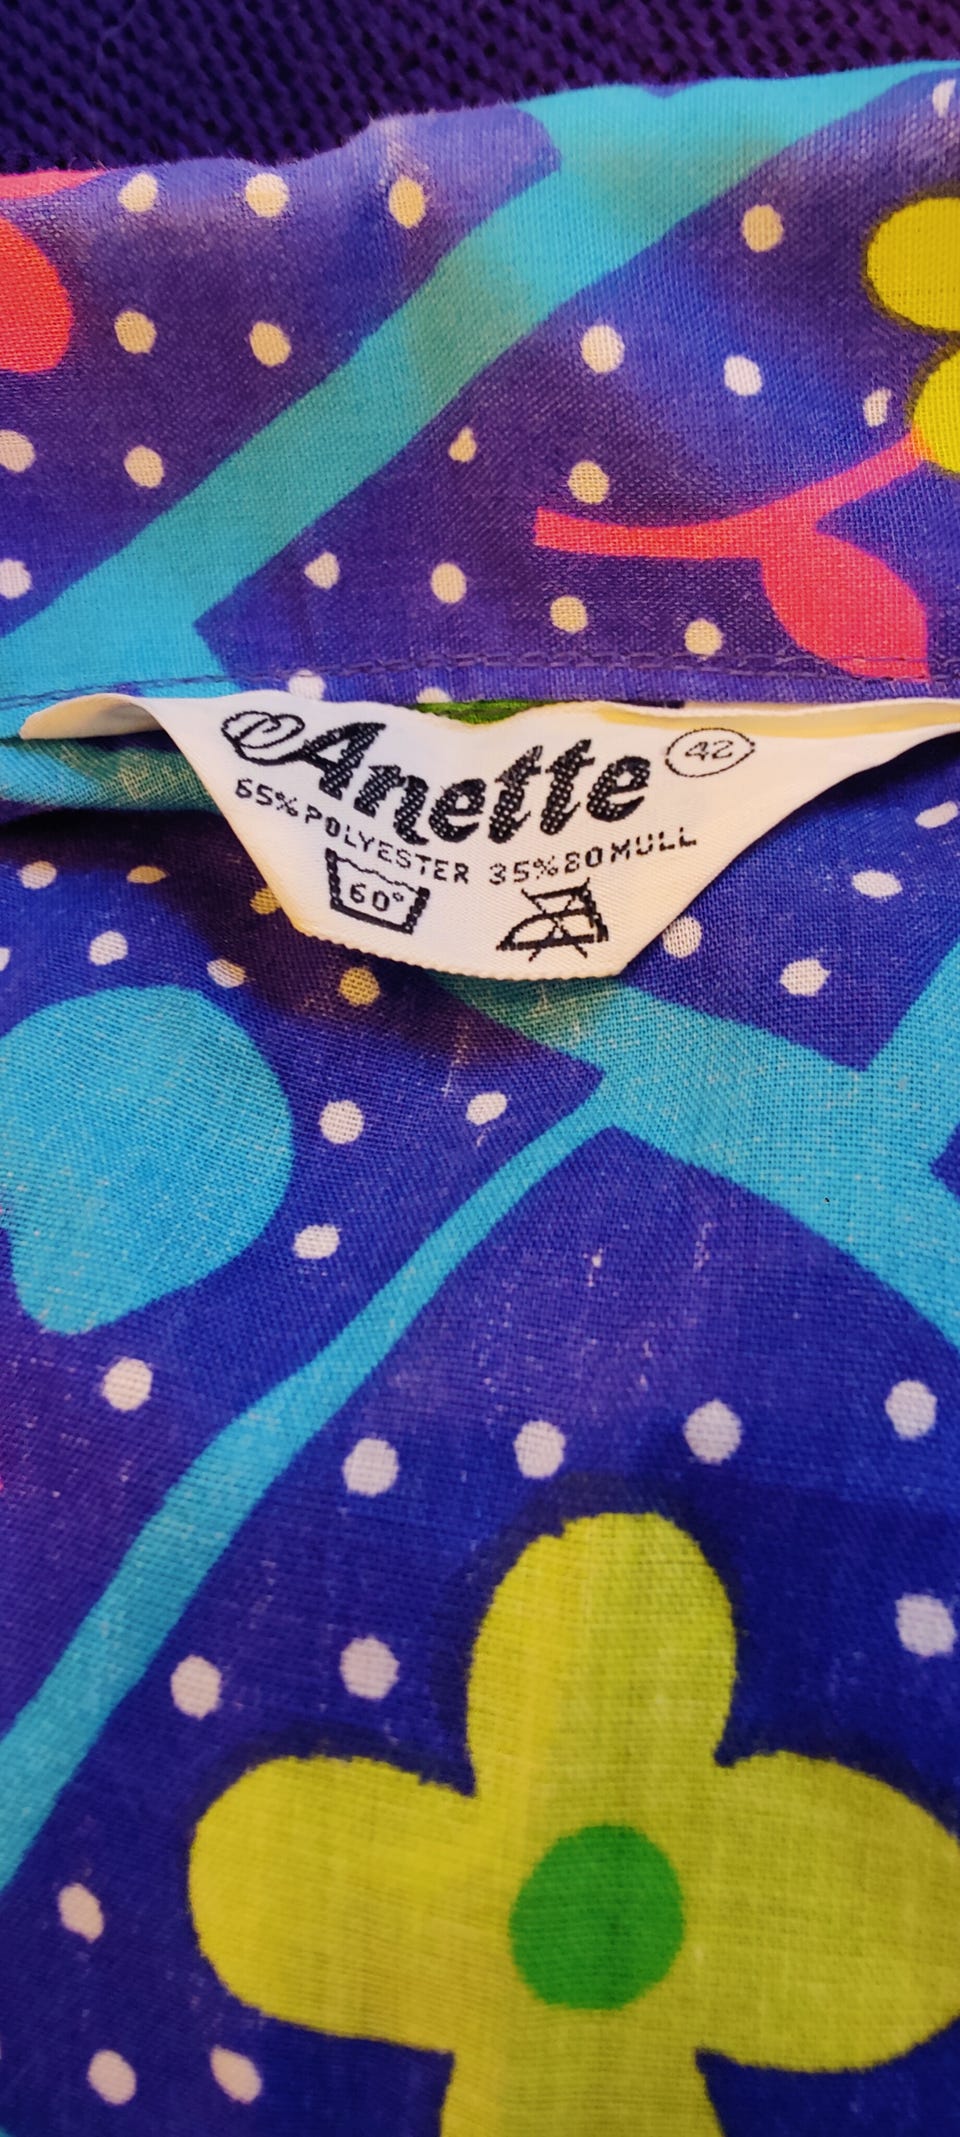 Anette 42
65% POLYESTER 35% BOMULL
60°